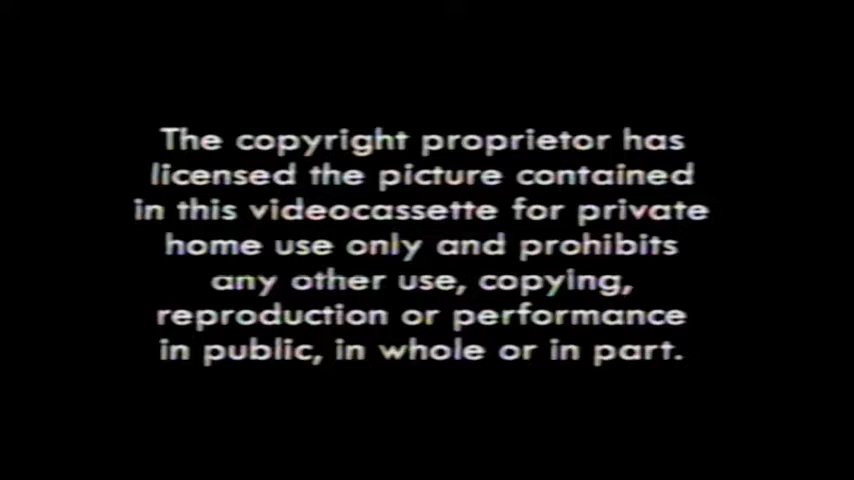 The copyright proprietor has
licensed the picture contained
in this videocassette for private
home use only and prohibits
any other use, copying,
reproduction or performance
in public, in whole or in part.